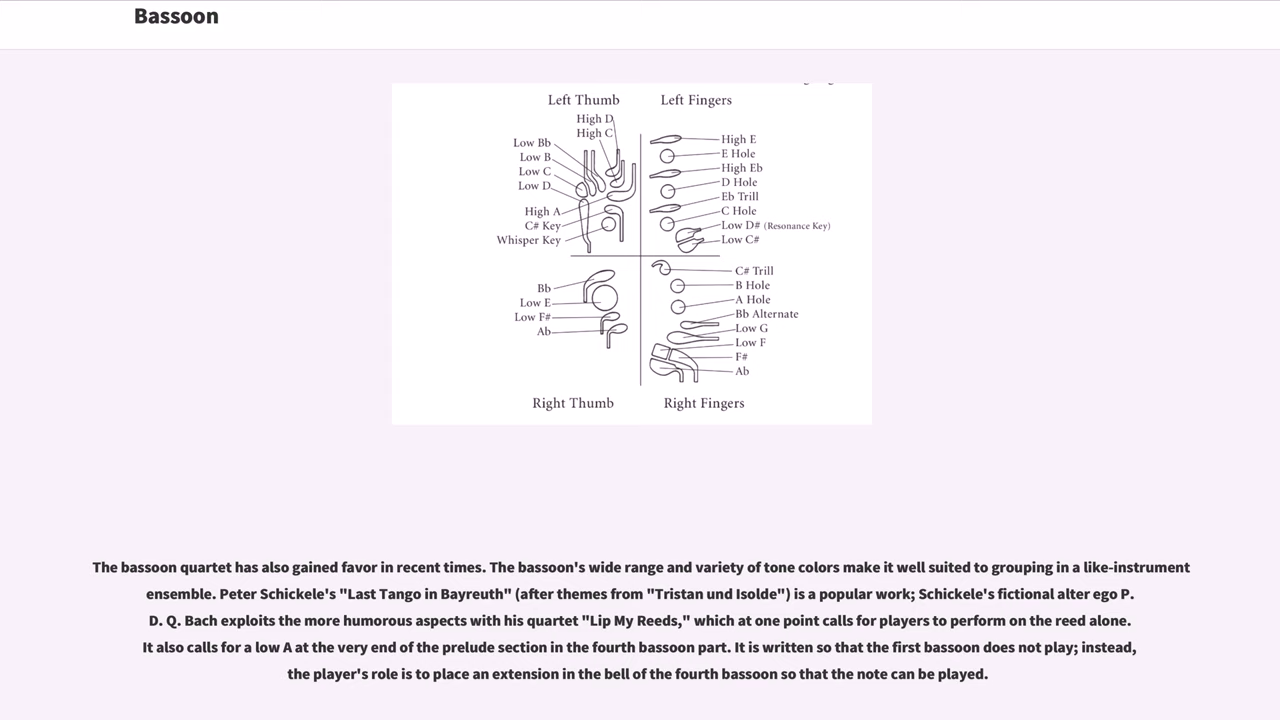 Bassoon
Left Thumb
Left Fingers
High D
High C
Low Bb
Low B
Low C
Low D
High A
C# Key
Whisper Key
High E
E Hole
High Eb
D Hole
Eb Trill
C Hole
Low D# (Resonance Key)
Low C#
Bb
Low E
Low F#
Ab
C# Trill
B Hole
A Hole
Bb Alternate
Low G
Low F
F#
Ab
Right Thumb
Right Fingers
The bassoon quartet has also gained favor in recent times. The bassoon's wide range and variety of tone colors make it well suited to grouping in a like-instrument
ensemble. Peter Schickele's "Last Tango in Bayreuth" (after themes from "Tristan und Isolde") is a popular work; Schickele's fictional alter ego P.
D. Q. Bach exploits the more humorous aspects with his quartet "Lip My Reeds," which at one point calls for players to perform on the reed alone.
It also calls for a low A at the very end of the prelude section in the fourth bassoon part. It is written so that the first bassoon does not play; instead,
the player's role is to place an extension in the bell of the fourth bassoon so that the note can be played.